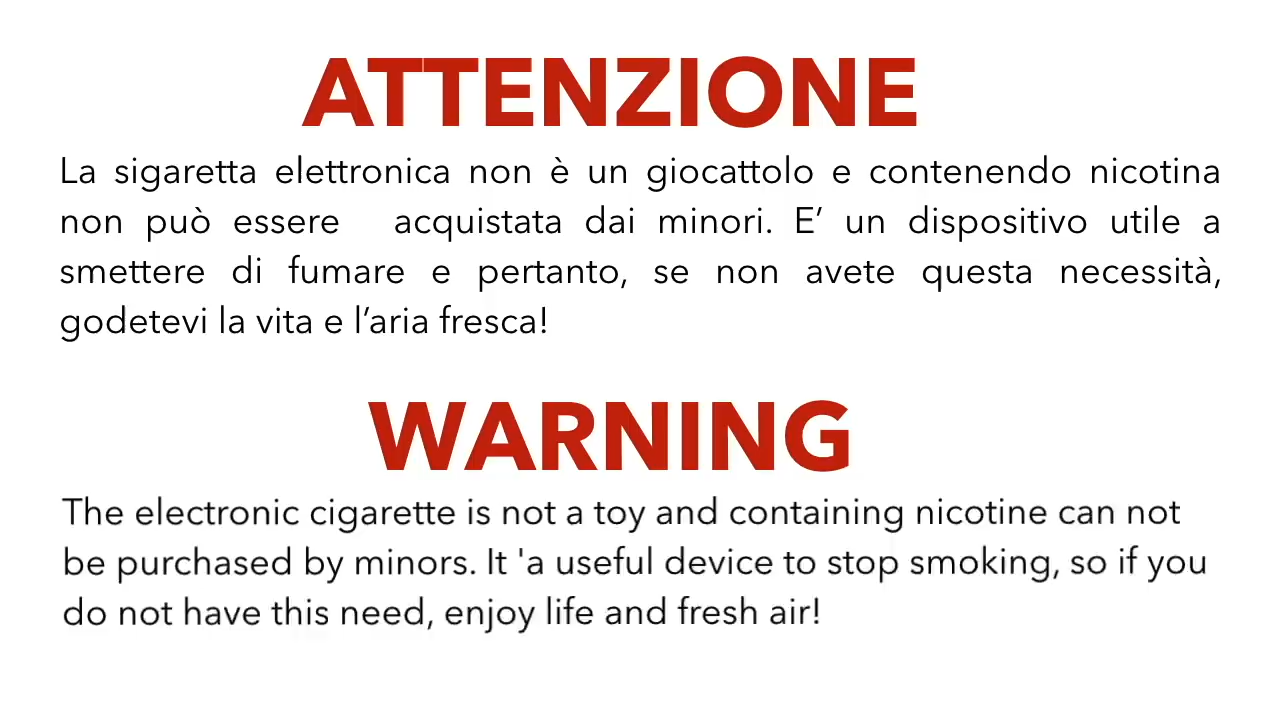 ATTENZIONE
La sigaretta elettronica non è un giocattolo e contenendo nicotina
non può essere acquistata dai minori. E’ un dispositivo utile a
smettere di fumare e pertanto, se non avete questa necessità,
godetevi la vita e l’aria fresca!
WARNING
The electronic cigarette is not a toy and containing nicotine can not
be purchased by minors. It 'a useful device to stop smoking, so if you
do not have this need, enjoy life and fresh air!